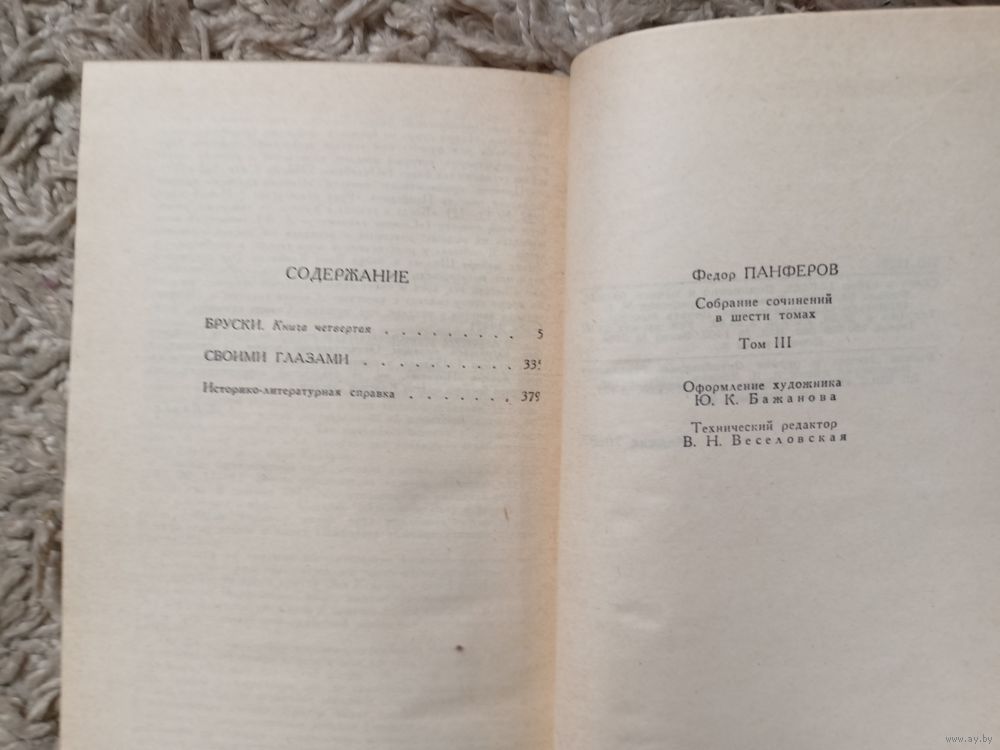 СОДЕРЖАНИЕ
БРУСКИ. Книга четвертая . . . . . . . . . 5
СВОИМИ ГЛАЗАМИ . . . . . . . . . . 335
Историко-литературная справка . . . . . . . 379
Федор ПАНФЕРОВ
Собрание сочинений
в шести томах
Том III
Оформление художника
Ю. К. Бажанова
Технический редактор
В. Н. Веселовская
www.ay.by